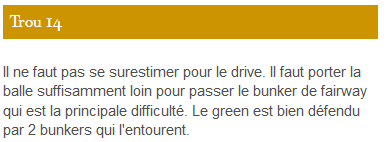 Trou 14
Il ne faut pas se surestimer pour le drive. Il faut porter la
balle suffisamment loin pour passer le bunker de fairway
qui est la principale difficulté. Le green est bien défendu
par 2 bunkers qui l'entourent.